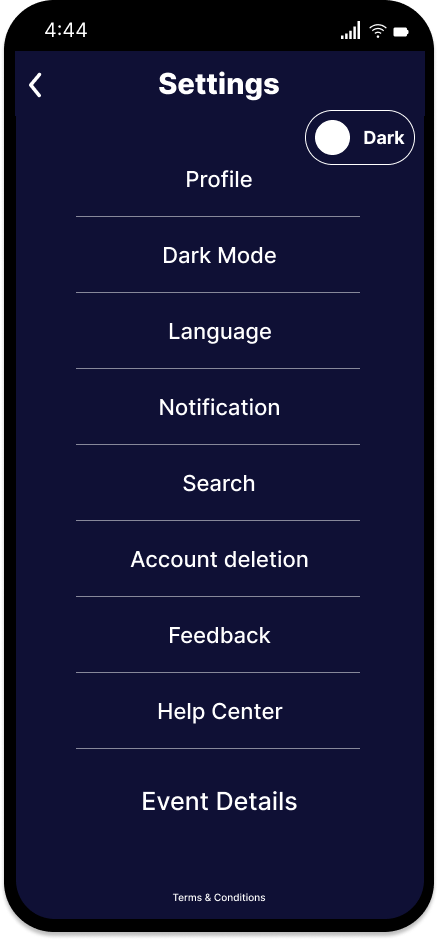 4:44
Settings
Dark
Profile
Dark Mode
Language
Notification
Search
Account deletion
Feedback
Help Center
Event Details
Terms & Conditions